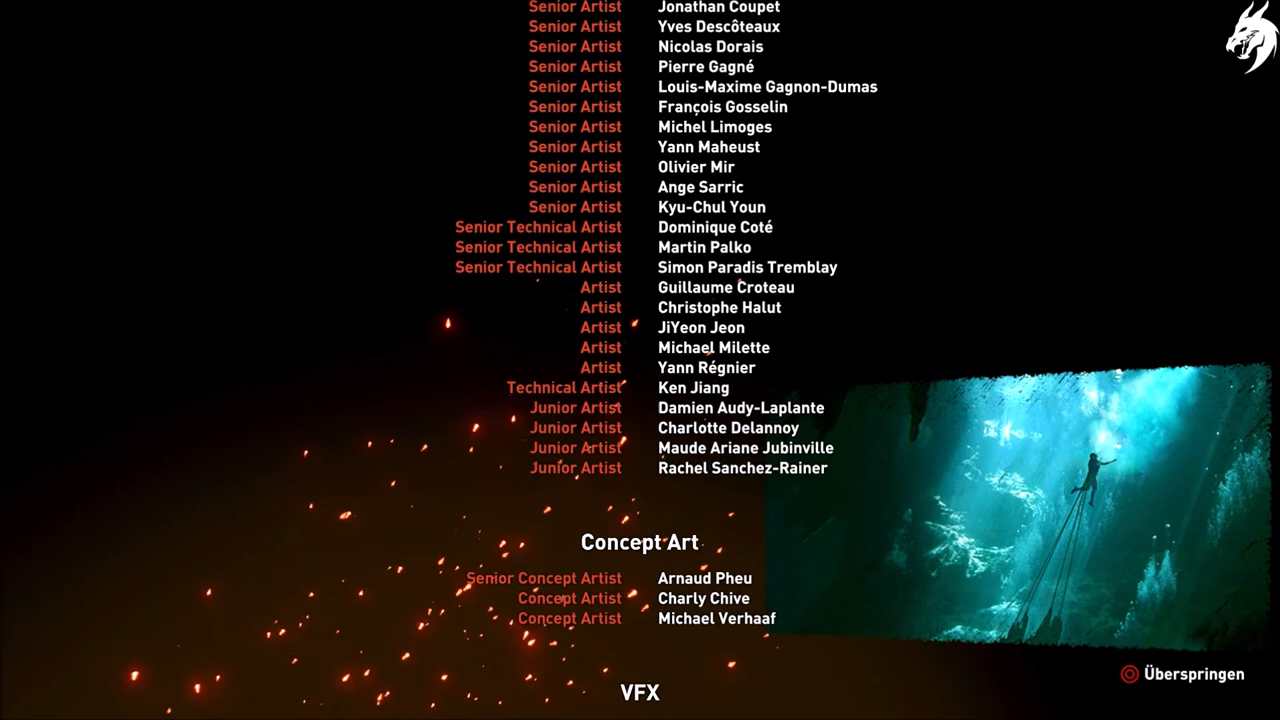 Senior Artist Jonathan Coupet
Senior Artist Yves Descôteaux
Senior Artist Nicolas Dorais
Senior Artist Pierre Gagné
Senior Artist Louis-Maxime Gagnon-Dumas
Senior Artist François Gosselin
Senior Artist Michel Limoges
Senior Artist Yann Maheust
Senior Artist Olivier Mir
Senior Artist Ange Sarric
Senior Artist Kyu-Chul Youn
Senior Technical Artist Dominique Coté
Senior Technical Artist Martin Palko
Senior Technical Artist Simon Paradis Tremblay
Artist Guillaume Croteau
Artist Christophe Halut
Artist JiYeon Jeon
Artist Michael Milette
Artist Yann Régnier
Technical Artist Ken Jiang
Junior Artist Damien Audy-Laplante
Junior Artist Charlotte Delannoy
Junior Artist Maude Ariane Jubinville
Junior Artist Rachel Sanchez-Rainer
Concept Art
Senior Concept Artist Arnaud Pheu
Concept Artist Charly Chive
Concept Artist Michael Verhaaf
Überspringen
VFX